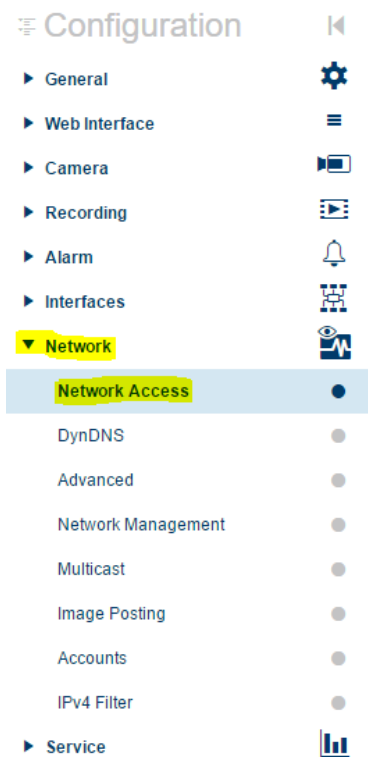 Configuration
General
Web Interface
Camera
Recording
Alarm
Interfaces
Network
Network Access
DynDNS
Advanced
Network Management
Multicast
Image Posting
Accounts
IPv4 Filter
Service